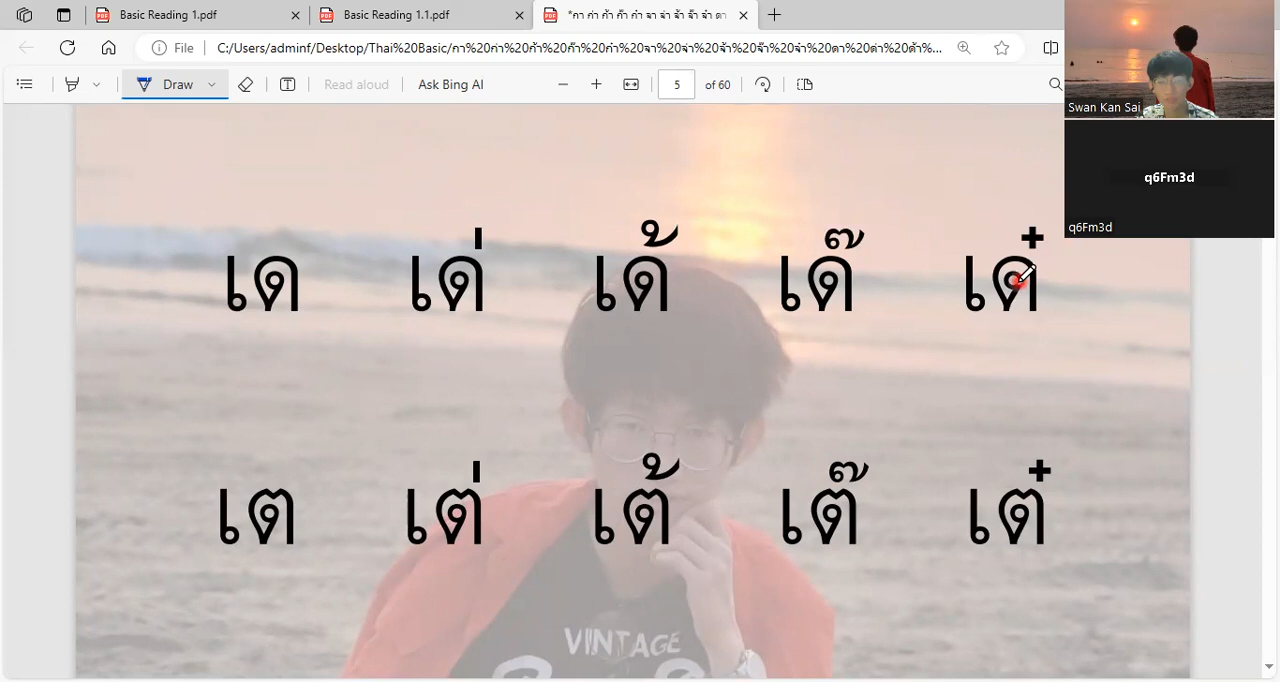 Basic Reading 1.pdf
Basic Reading 1.1.pdf
*กา ก่า ก้า ก๊า ก๋า จา จ่า จ้า จ๊า จ๋า ดา
File
C:/Users/adminf/Desktop/Thai%20Basic/กา%20ก่า%20ก้า%20ก๊า%20ก๋า%20จา%20จ่า%20จ้า%20จ๊า%20จ๋า%20ดา%20ด่า%20ด้า%...
Draw
Read aloud
Ask Bing AI
5
of 60
Swan Kan Sai
q6Fm3d
q6Fm3d
เด เด่ เด้ เด๊ เด๋
เต เต่ เต้ เต๊ เต๋
VINTAGE